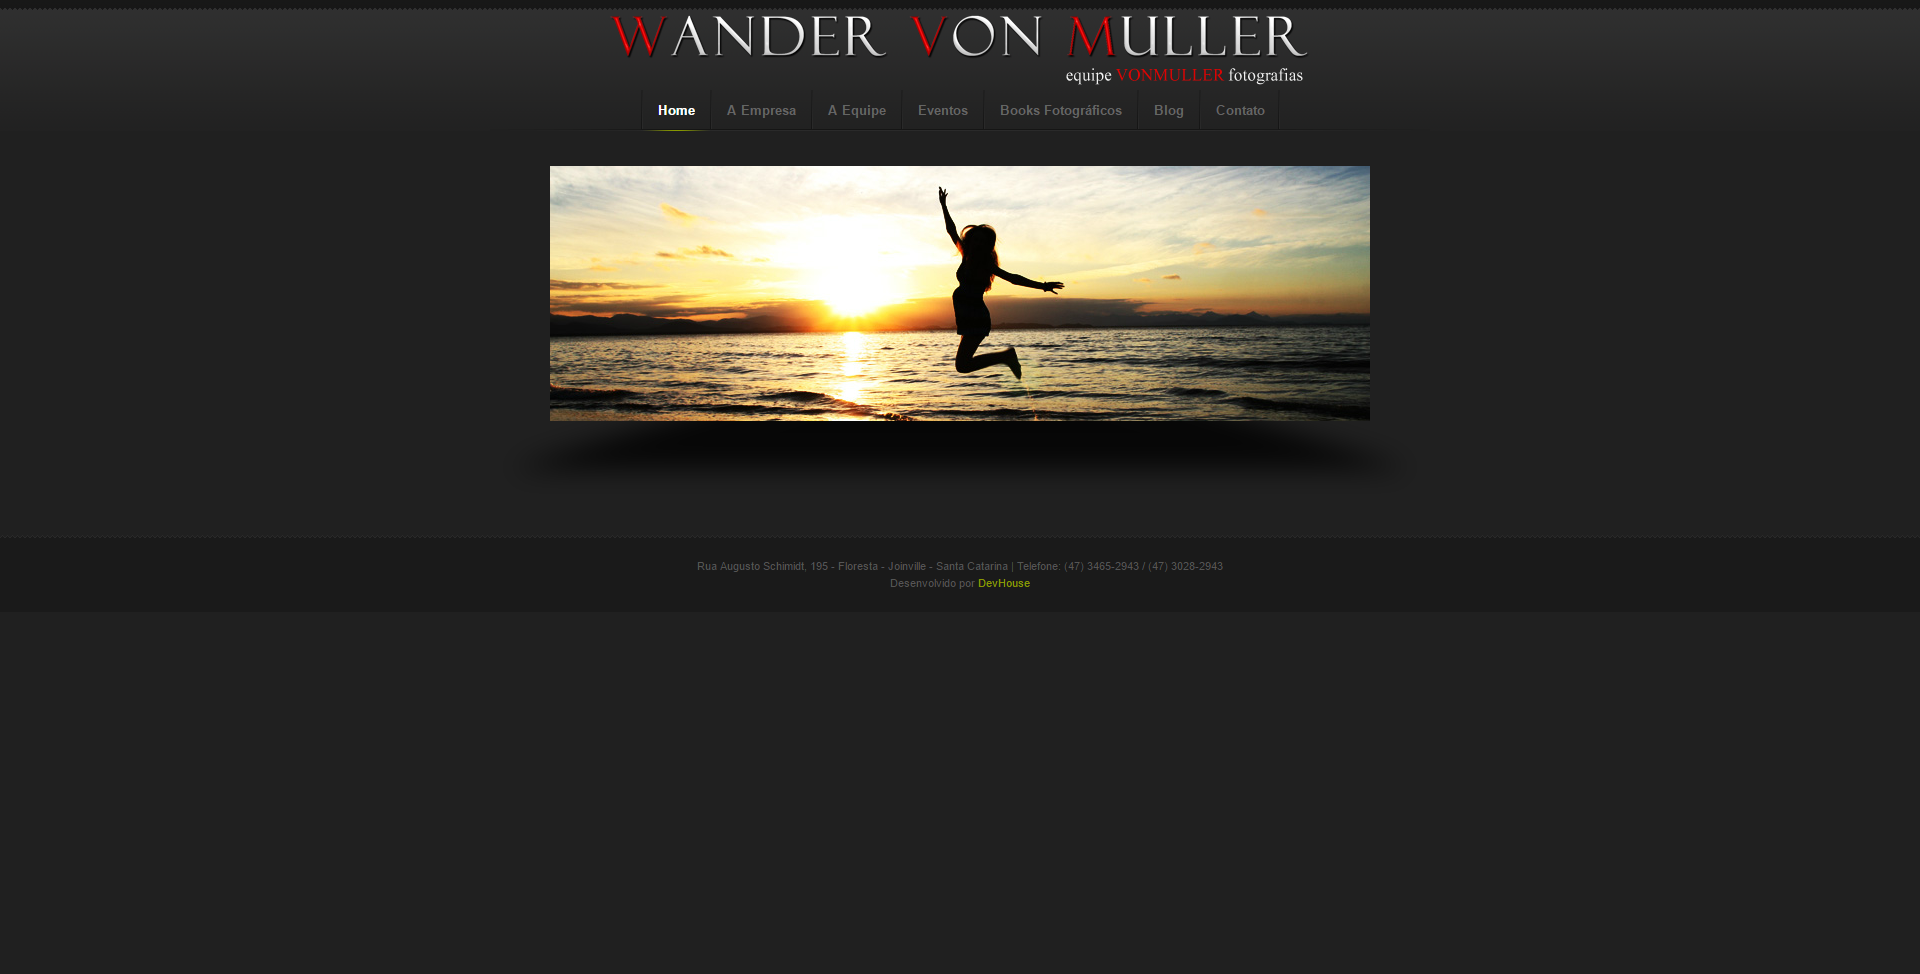 WANDER VON MULLER
equipe VONMULLER fotografias
Home A Empresa A Equipe Eventos Books Fotográficos Blog Contato
Rua Augusto Schimidt, 195 - Floresta - Joinville - Santa Catarina | Telefone: (47) 3465-2943 / (47) 3028-2943
Desenvolvido por DevHouse